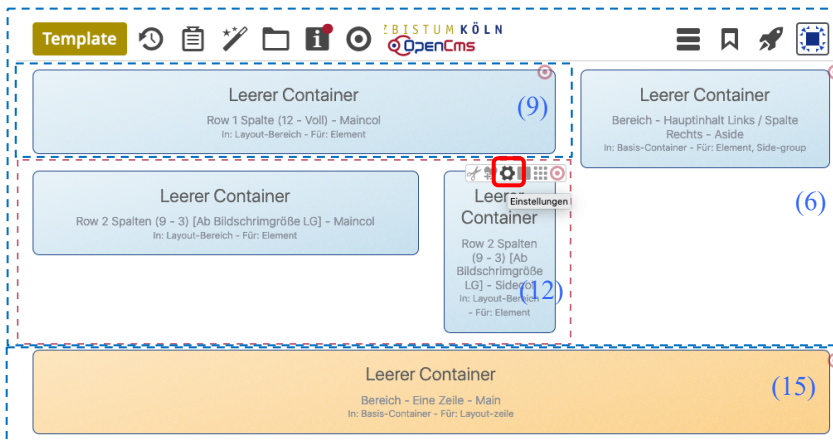 Template
ZBISTUM KÖLN
OpenCms
Leerer Container
Row 1 Spalte (12 - Voll) - Maincol
In: Layout-Bereich - Für: Element
(9)
Leerer Container
Bereich - Hauptinhalt Links / Spalte
Rechts - Aside
In: Basis-Container - Für: Element, Side-group
(6)
Leerer Container
Row 2 Spalten (9 - 3) [Ab Bildschrimgröße LG] - Maincol
In: Layout-Bereich - Für: Element
Einstellungen
Leerer
Container
Row 2 Spalten
(9 - 3) [Ab
Bildschrimgröße
LG] - Sidecol
In: Layout-Bereich
- Für: Element
(12)
Leerer Container
Bereich - Eine Zeile - Main
In: Basis-Container - Für: Layout-zeile
(15)